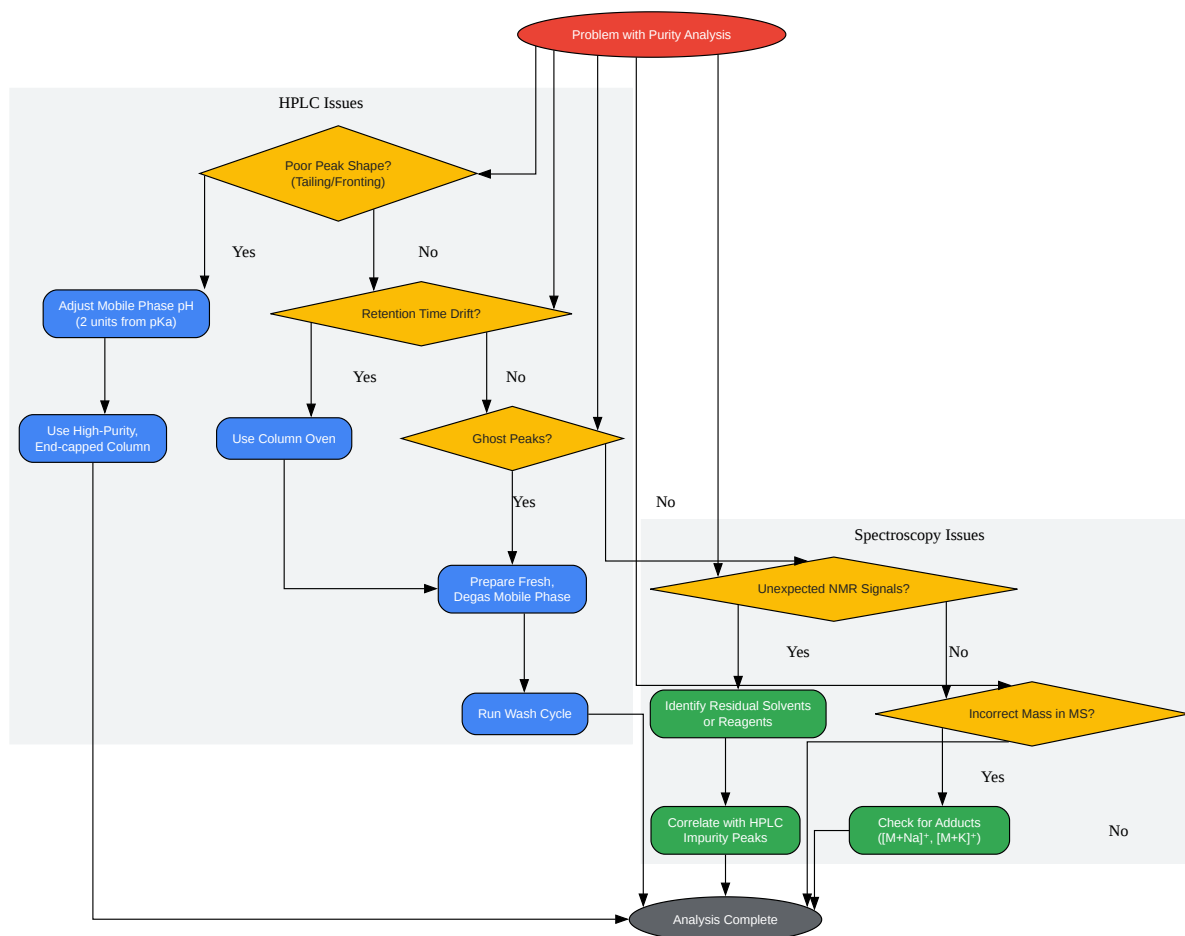 Problem with Purity Analysis
HPLC Issues
Poor Peak Shape?
(Tailing/Fronting)
Yes
No
Adjust Mobile Phase pH
(2 units from pKa)
Retention Time Drift?
Yes
No
Use High-Purity,
End-capped Column
Use Column Oven
Ghost Peaks?
Yes
No
Spectroscopy Issues
Prepare Fresh,
Degas Mobile Phase
Unexpected NMR Signals?
Yes
No
Run Wash Cycle
Identify Residual Solvents
or Reagents
Incorrect Mass in MS?
Yes
No
Correlate with HPLC
Impurity Peaks
Check for Adducts
([M+Na]⁺, [M+K]⁺)
Analysis Complete